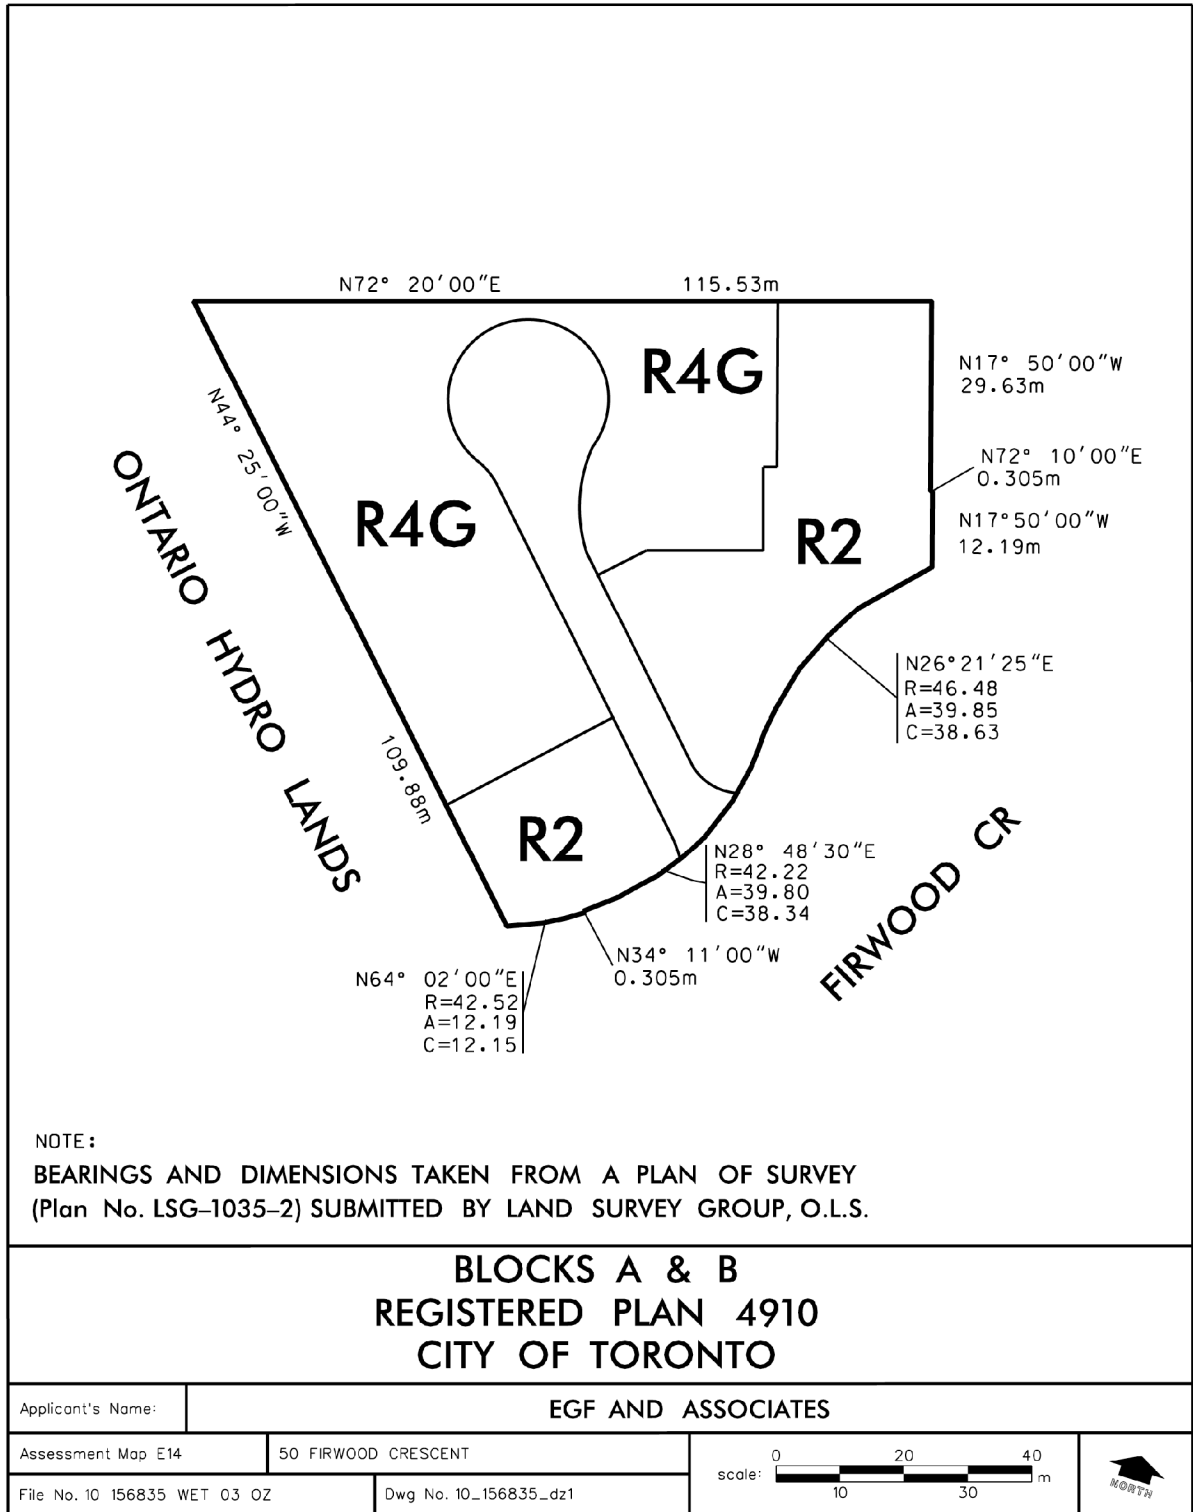 N72° 20'00"E 115.53m
R4G
N17° 50'00"W
29.63m
N44° 25'00"W
109.88m
N72° 10'00"E
0.305m
ONTARIO HYDRO LANDS
R4G
R2
N17°50'00"W
12.19m
N26°21'25"E
R=46.48
A=39.85
C=38.63
R2
N28° 48'30"E
R=42.22
A=39.80
C=38.34
FIRWOOD CR
N34° 11'00"W
0.305m
N64° 02'00"E
R=42.52
A=12.19
C=12.15
NOTE:
BEARINGS AND DIMENSIONS TAKEN FROM A PLAN OF SURVEY
(Plan No. LSG-1035-2) SUBMITTED BY LAND SURVEY GROUP, O.L.S.
BLOCKS A & B
REGISTERED PLAN 4910
CITY OF TORONTO
Applicant's Name: EGF AND ASSOCIATES
Assessment Map E14 50 FIRWOOD CRESCENT
File No. 10 156835 WET 03 OZ Dwg No. 10_156835_dz1
0 20 40
scale: m
10 30
NORTH